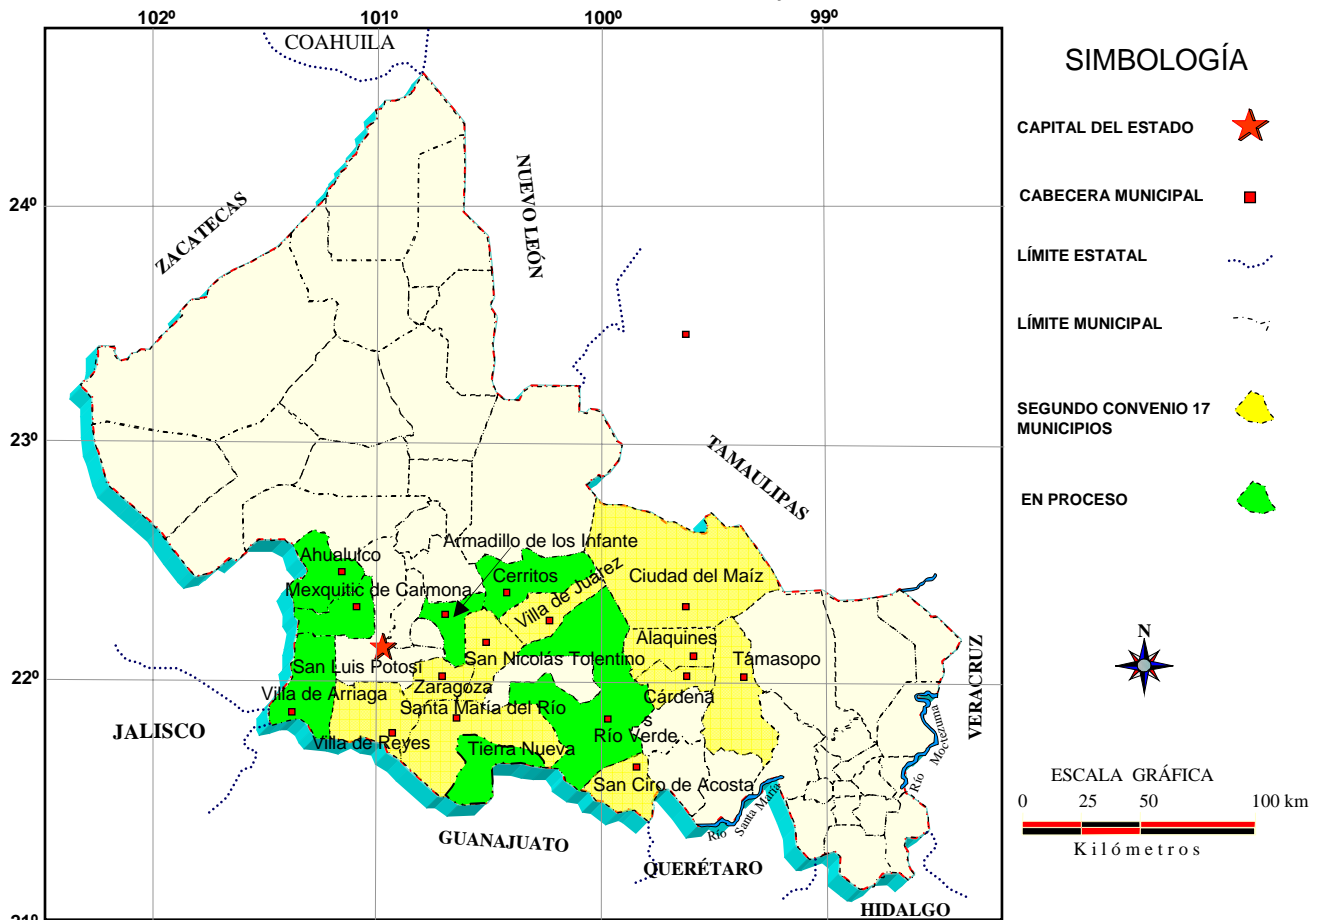 102º 101º 100º 99º
COAHUILA
SIMBOLOGÍA
CAPITAL DEL ESTADO
NUEVO LEÓN
ZACATECAS
24º
CABECERA MUNICIPAL
LÍMITE ESTATAL
LÍMITE MUNICIPAL
SEGUNDO CONVENIO 17
MUNICIPIOS
23º
TAMAULIPAS
EN PROCESO
Armadillo de los Infante
Ahualulco
Cerritos
Villa de Juárez
Ciudad del Maíz
Mexquitic de Carmona
Alaquines
San Luis Potosí
San Nicolás Tolentino
Támasopo
N
22º
Zaragoza
Villa de Arriaga
Cárdena
s
Santa María del Río
VERACRUZ
JALISCO
Villa de Reyes
Tierra Nueva
Río Verde
Río Moctezuma
San Ciro de Acosta
ESCALA GRÁFICA
0 25 50 100 km
Kilómetros
Río Santa María
GUANAJUATO
QUERÉTARO
HIDALGO
21º